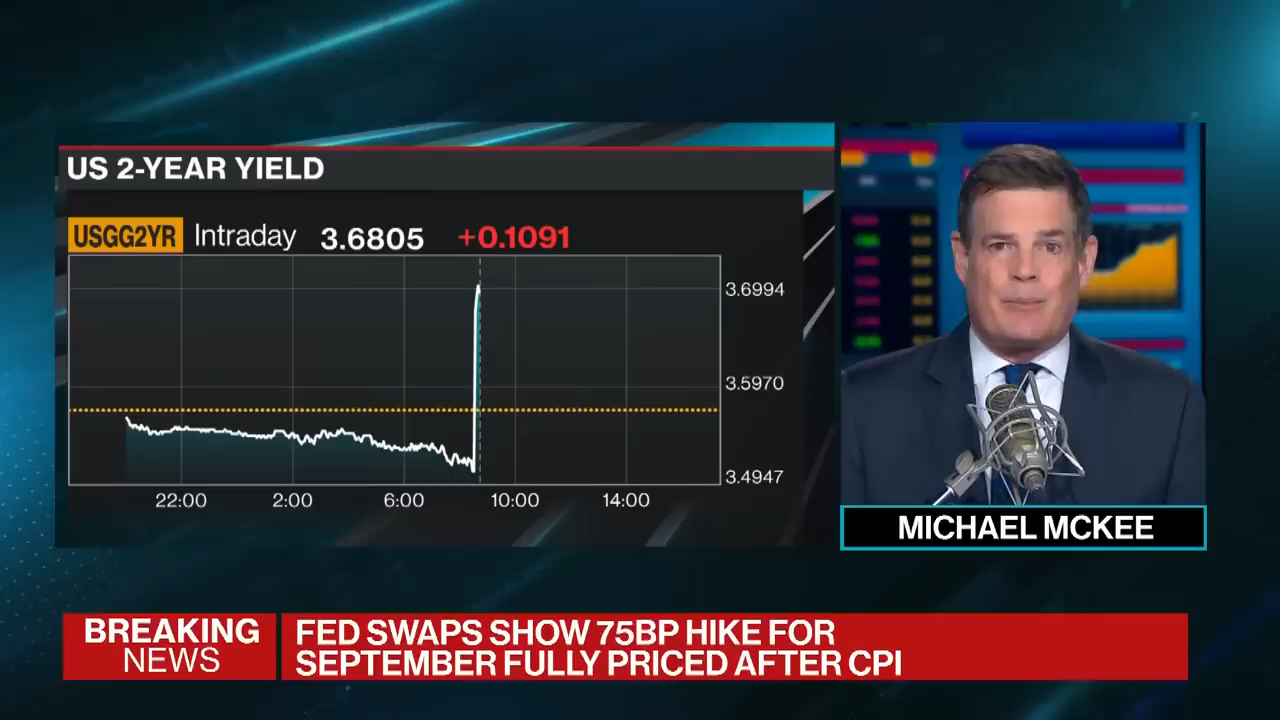 US 2-YEAR YIELD
USGG2YR Intraday 3.6805 +0.1091
3.6994
3.5970
3.4947
22:00 2:00 6:00 10:00 14:00
MICHAEL MCKEE
BREAKING
NEWS
FED SWAPS SHOW 75BP HIKE FOR
SEPTEMBER FULLY PRICED AFTER CPI